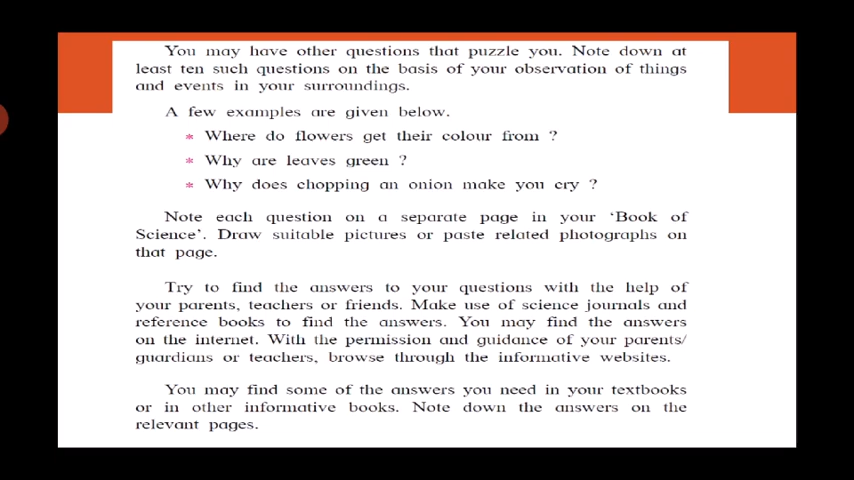 You may have other questions that puzzle you. Note down at
least ten such questions on the basis of your observation of things
and events in your surroundings.
A few examples are given below.
* Where do flowers get their colour from ?
* Why are leaves green ?
* Why does chopping an onion make you cry ?
Note each question on a separate page in your ‘Book of
Science’. Draw suitable pictures or paste related photographs on
that page.
Try to find the answers to your questions with the help of
your parents, teachers or friends. Make use of science journals and
reference books to find the answers. You may find the answers
on the internet. With the permission and guidance of your parents/
guardians or teachers, browse through the informative websites.
You may find some of the answers you need in your textbooks
or in other informative books. Note down the answers on the
relevant pages.